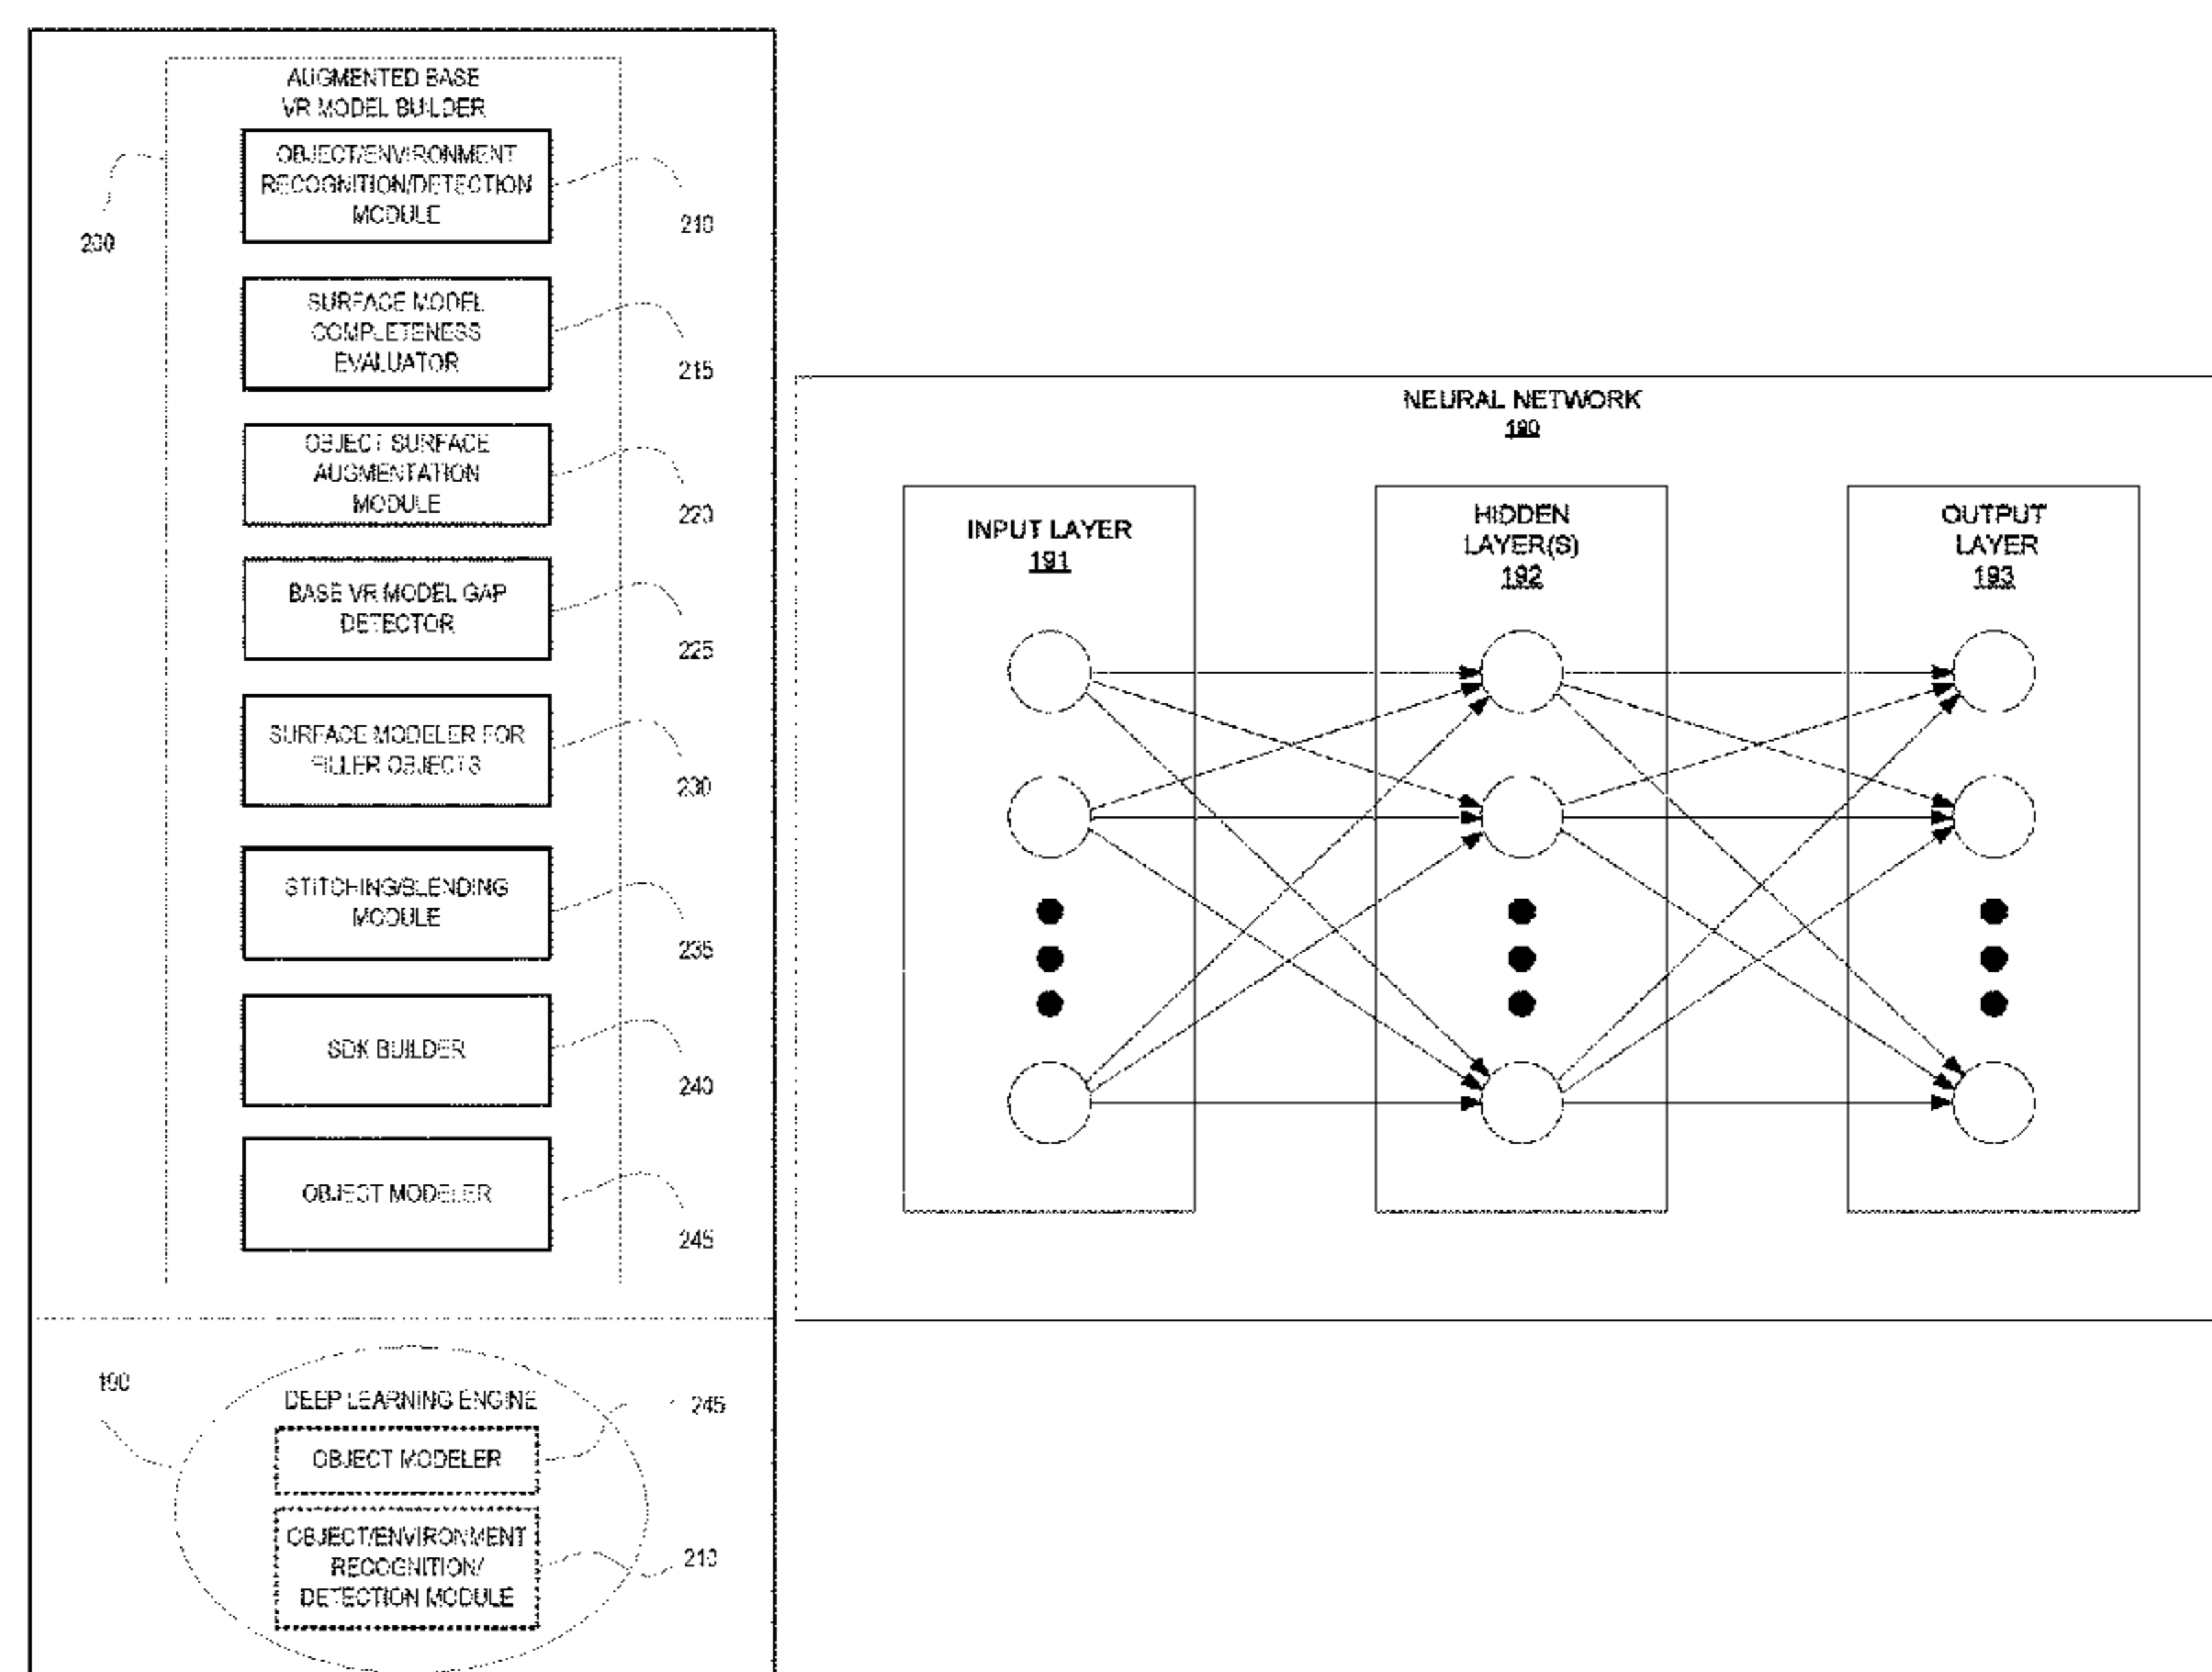 AUGMENTED BASE
VR MODEL BUILDER
OBJECT/ENVIRONMENT
RECOGNITION/DETECTION
MODULE
210
200
SURFACE MODEL
COMPLETENESS
EVALUATOR
215
OBJECT SURFACE
AUGMENTATION
MODULE
220
BASE VR MODEL GAP
DETECTOR
225
SURFACE MODELER FOR
FILLER OBJECTS
230
STITCHING/BLENDING
MODULE
235
SDK BUILDER
240
OBJECT MODELER
245
190
DEEP LEARNING ENGINE
245
OBJECT MODELER
OBJECT/ENVIRONMENT
RECOGNITION/
DETECTION MODULE
210
NEURAL NETWORK
190
INPUT LAYER
191
HIDDEN
LAYER(S)
192
OUTPUT
LAYER
193